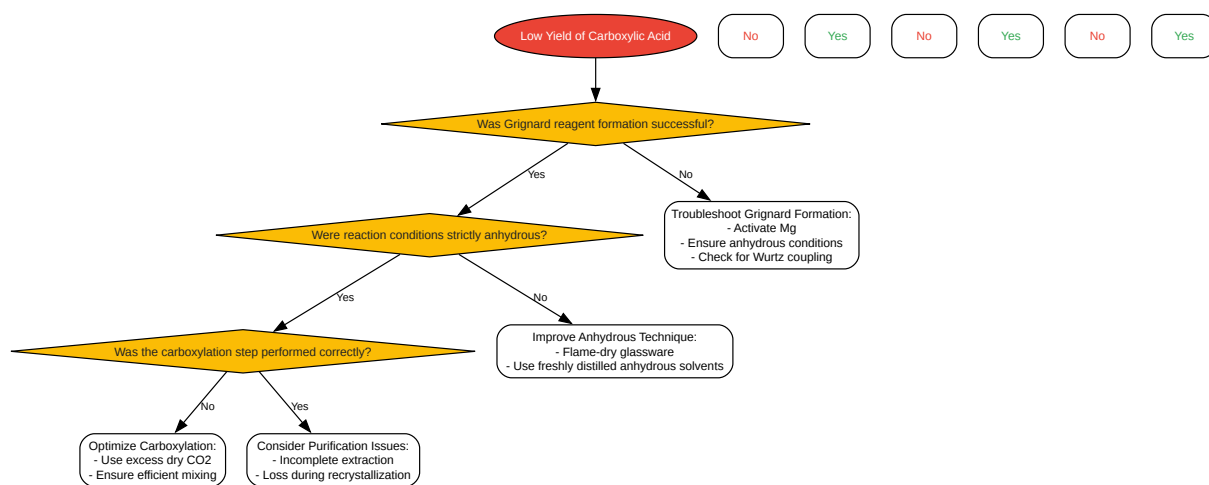 Low Yield of Carboxylic Acid
No
Yes
No
Yes
No
Yes
Was Grignard reagent formation successful?
Yes
No
Troubleshoot Grignard Formation:
- Activate Mg
- Ensure anhydrous conditions
- Check for Wurtz coupling
Were reaction conditions strictly anhydrous?
Yes
No
Improve Anhydrous Technique:
- Flame-dry glassware
- Use freshly distilled anhydrous solvents
Was the carboxylation step performed correctly?
No
Yes
Optimize Carboxylation:
- Use excess dry CO2
- Ensure efficient mixing
Consider Purification Issues:
- Incomplete extraction
- Loss during recrystallization